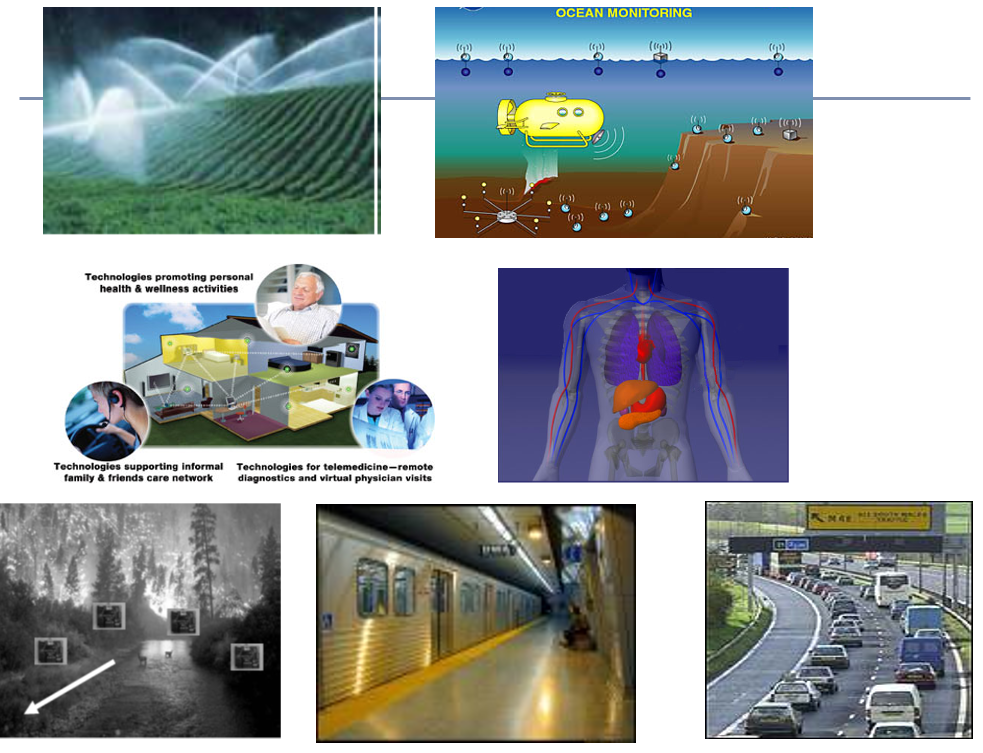 OCEAN MONITORING
Technologies promoting personal
health & wellness activities
Technologies supporting informal
family & friends care network
Technologies for telemedicine—remote
diagnostics and virtual physician visits